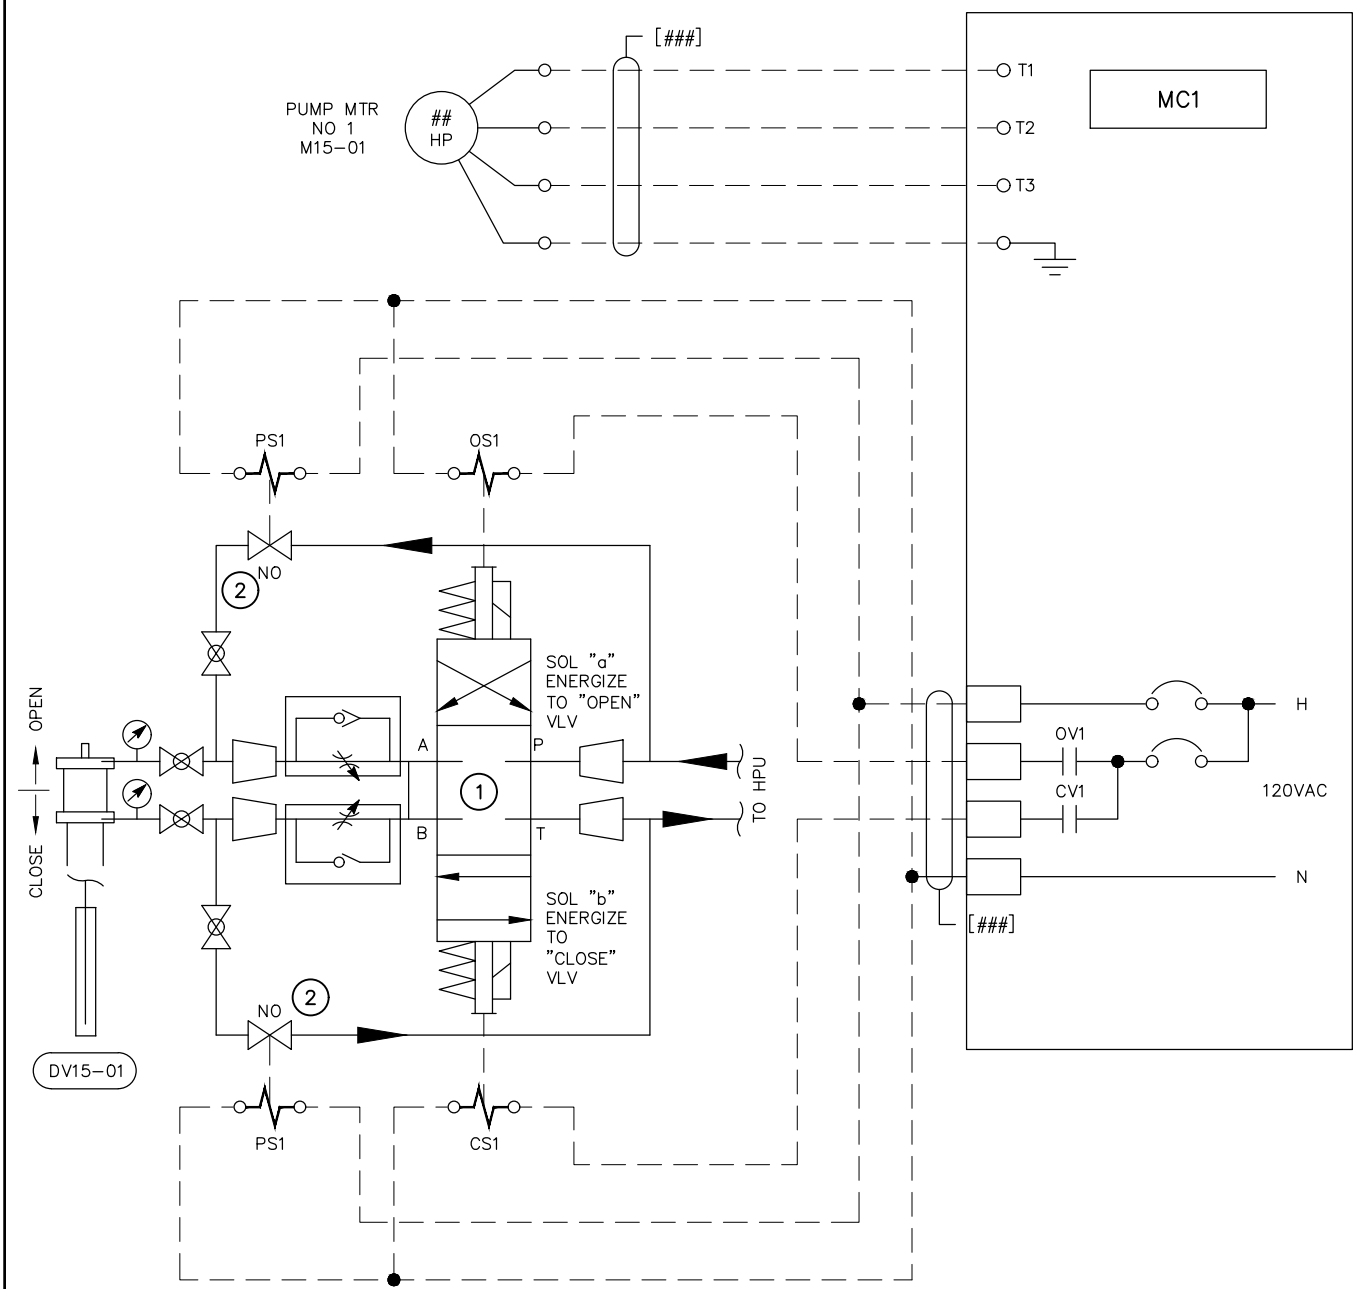 [###]
T1
MC1
PUMP MTR
NO 1
M15-01
##
HP
T2
T3
PS1
OS1
NO
2
SOL "a"
ENERGIZE
TO "OPEN"
VLV
OPEN
CLOSE
A
P
B
T
1
TO HPU
OV1
CV1
H
120VAC
N
[###]
SOL "b"
ENERGIZE
TO
"CLOSE"
VLV
NO
2
DV15-01
PS1
CS1